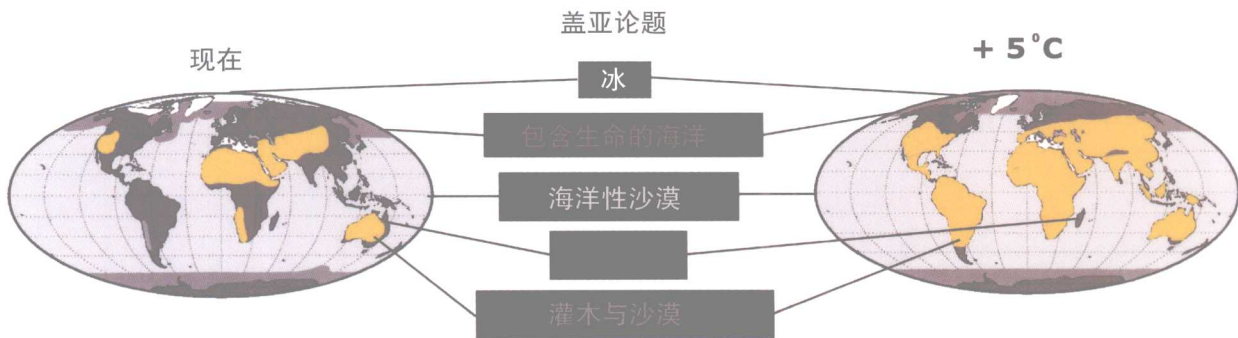 盖亚论题
现在
+ 5°C
冰
包含生命的海洋
海洋性沙漠
灌木与沙漠